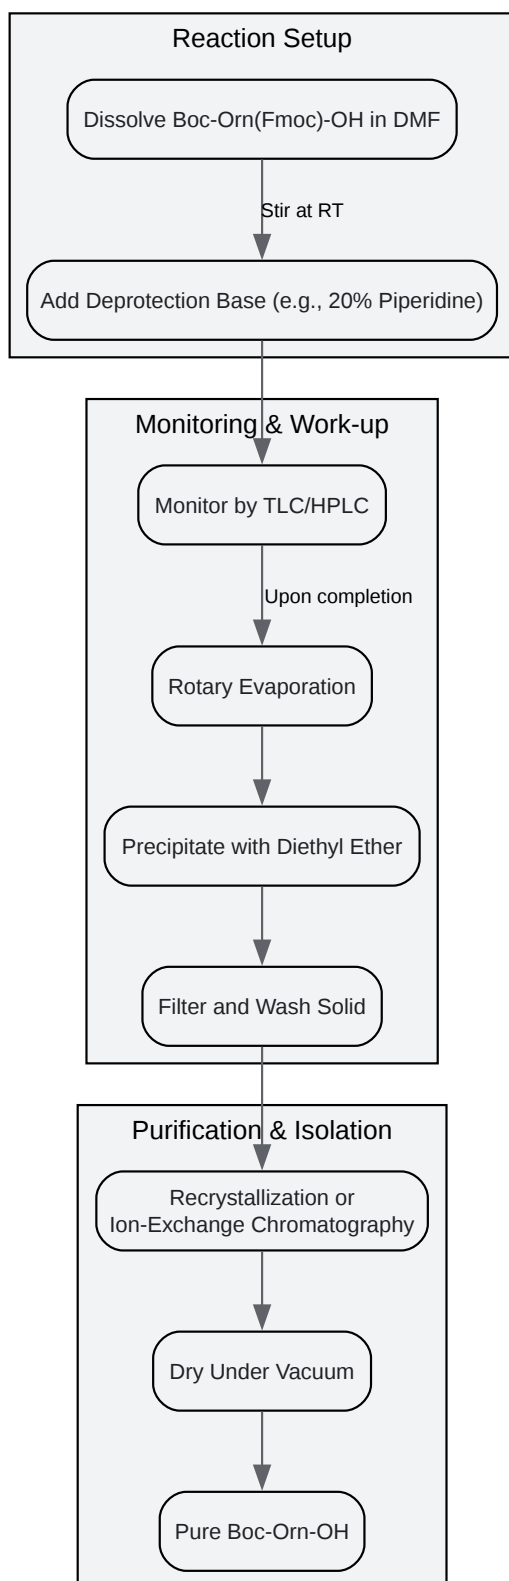 Reaction Setup
Dissolve Boc-Orn(Fmoc)-OH in DMF
Stir at RT
Add Deprotection Base (e.g., 20% Piperidine)
Monitoring & Work-up
Monitor by TLC/HPLC
Upon completion
Rotary Evaporation
Precipitate with Diethyl Ether
Filter and Wash Solid
Purification & Isolation
Recrystallization or
Ion-Exchange Chromatography
Dry Under Vacuum
Pure Boc-Orn-OH